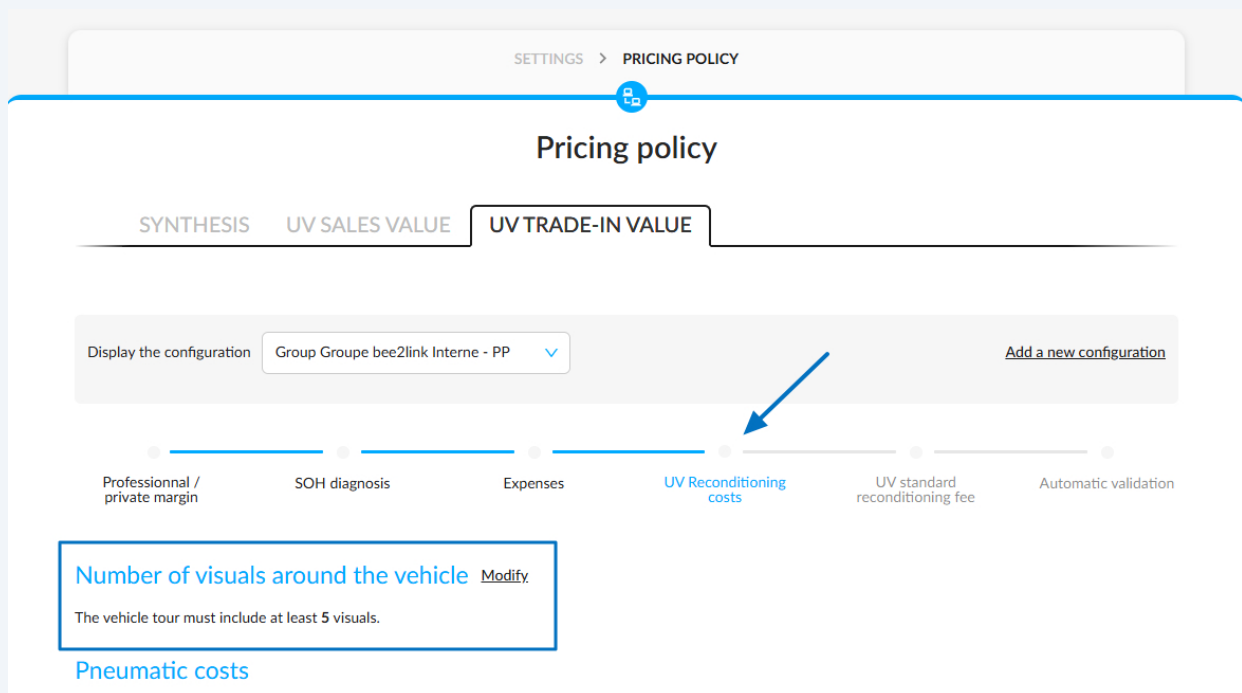 SETTINGS > PRICING POLICY
Pricing policy
SYNTHESIS UV SALES VALUE UV TRADE-IN VALUE
Display the configuration Group Groupe bee2link Interne - PP Add a new configuration
Professionnal / private margin
SOH diagnosis
Expenses
UV Reconditioning costs
UV standard reconditioning fee
Automatic validation
Number of visuals around the vehicle Modify
The vehicle tour must include at least 5 visuals.
Pneumatic costs